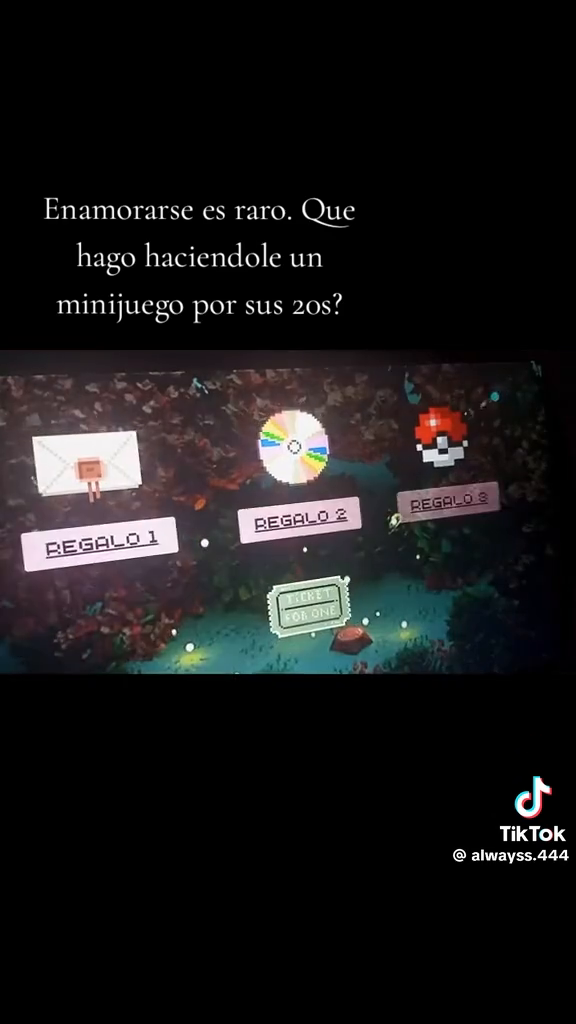 Enamorarse es raro. Que
hago haciendole un
minijuego por sus 20s?
REGALO 1
REGALO 2
REGALO 3
TICKET
FOR ONE
TikTok
@ alwayss.444